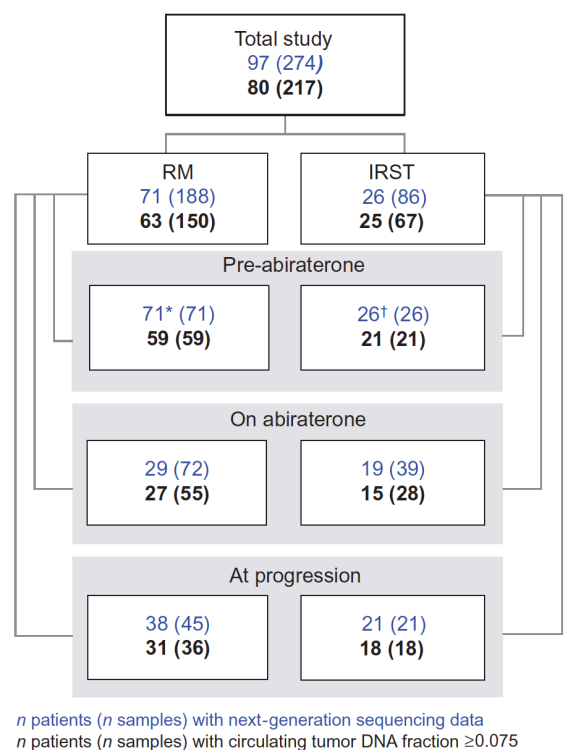 Total study
97 (274)
80 (217)
RM
71 (188)
63 (150)
IRST
26 (86)
25 (67)
Pre-abiraterone
71* (71)
59 (59)
26† (26)
21 (21)
On abiraterone
29 (72)
27 (55)
19 (39)
15 (28)
At progression
38 (45)
31 (36)
21 (21)
18 (18)
n patients (n samples) with next-generation sequencing data
n patients (n samples) with circulating tumor DNA fraction ≥0.075